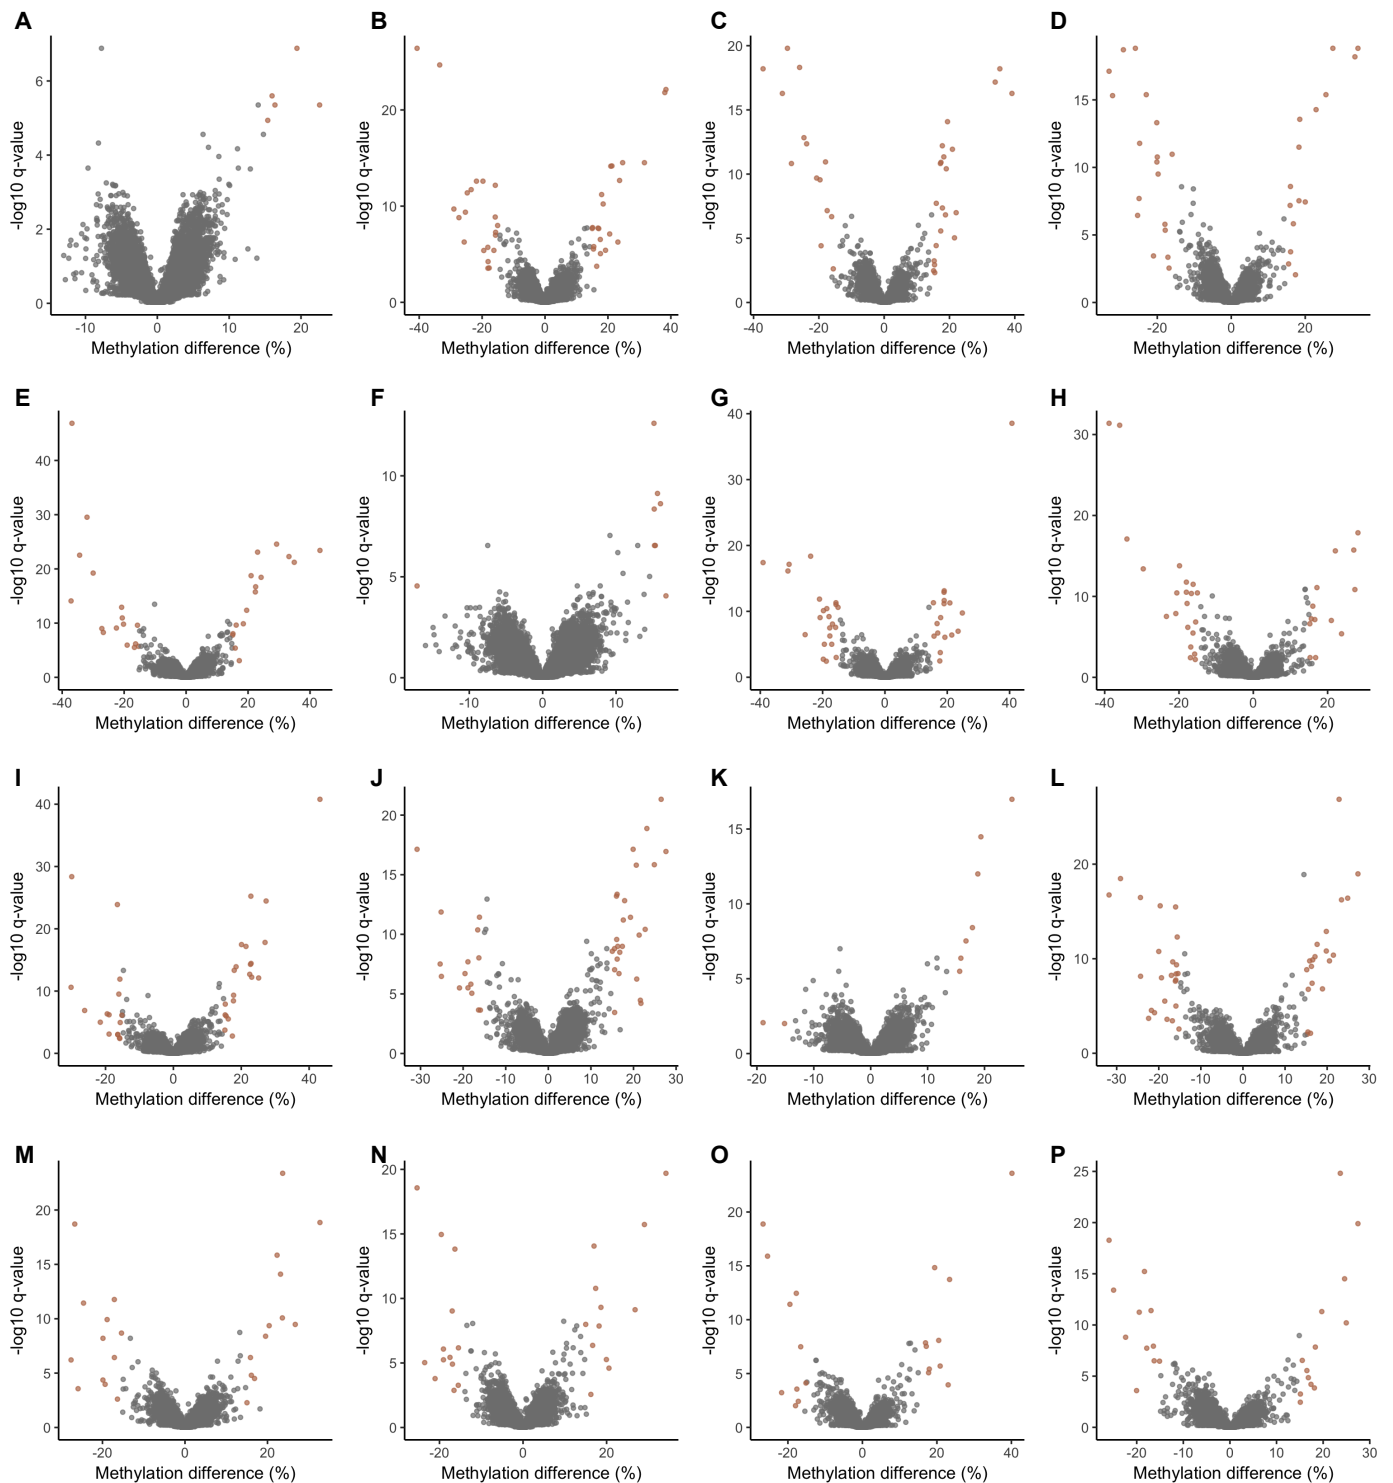 A B C D
-log10 q-value -log10 q-value -log10 q-value -log10 q-value
6 4 2 0
20 10 0
20 15 10 5 0
15 10 5 0
-10 0 10 20 -40 -20 0 20 40 -40 -20 0 20 40 -20 0 20
Methylation difference (%) Methylation difference (%) Methylation difference (%) Methylation difference (%)
E F G H
-log10 q-value -log10 q-value -log10 q-value -log10 q-value
40 30 20 10 0
10 5 0
40 30 20 10 0
30 20 10 0
-40 -20 0 20 40 -10 0 10 -40 -20 0 20 40 -40 -20 0 20
Methylation difference (%) Methylation difference (%) Methylation difference (%) Methylation difference (%)
I J K L
-log10 q-value -log10 q-value -log10 q-value -log10 q-value
40 30 20 10 0
20 15 10 5 0
15 10 5 0
20 10 0
-20 0 20 40 -30 -20 -10 0 10 20 30 -20 -10 0 10 20 -30 -20 -10 0 10 20 30
Methylation difference (%) Methylation difference (%) Methylation difference (%) Methylation difference (%)
M N O P
-log10 q-value -log10 q-value -log10 q-value -log10 q-value
20 15 10 5 0
20 15 10 5 0
20 15 10 5 0
25 20 15 10 5 0
-20 0 20 -20 0 20 -20 0 20 40 -20 -10 0 10 20 30
Methylation difference (%) Methylation difference (%) Methylation difference (%) Methylation difference (%)